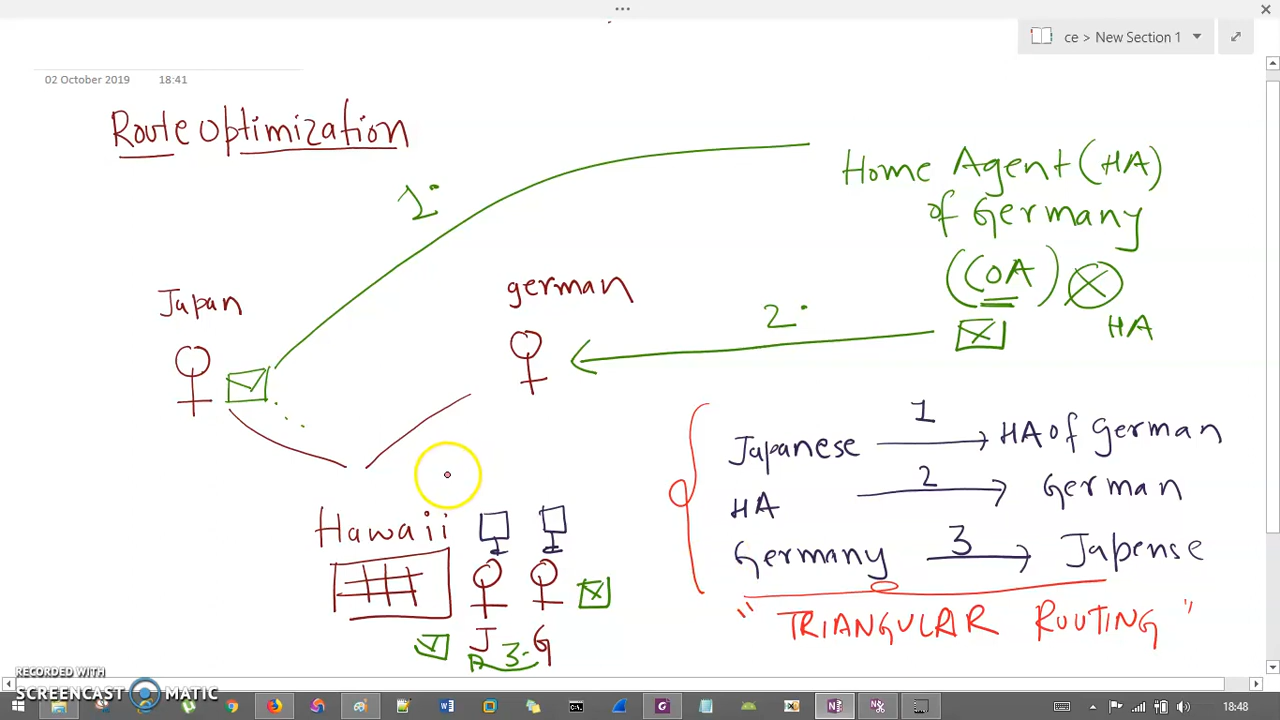 ...
ce > New Section 1
02 October 2019 18:41
Route Optimization
Home Agent (HA)
of Germany
(COA)
HA
1.
Japan
german
2.
Japanese 1 HA of German
HA 2 German
Germany 3 Japense
"TRIANGULAR ROUTING"
Hawaii
J G
3.
RECORDED WITH
SCREENCAST MATIC
18:48